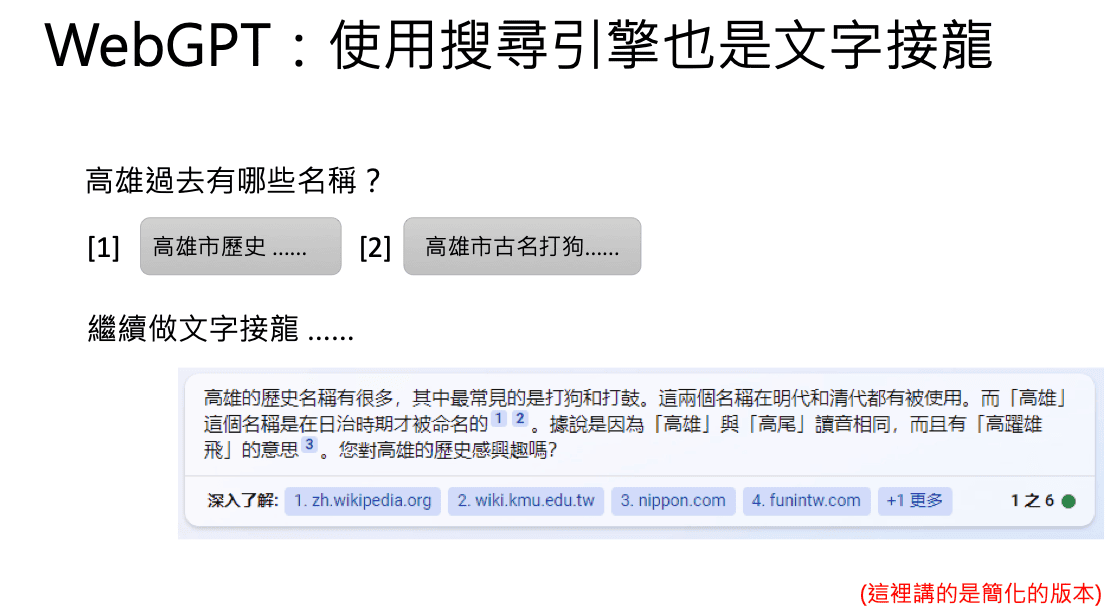 WebGPT：使用搜尋引擎也是文字接龍
高雄過去有哪些名稱？
[1] 高雄市歷史 …… [2] 高雄市古名打狗……
繼續做文字接龍 ……
高雄的歷史名稱有很多，其中最常見的是打狗和打鼓。這兩個名稱在明代和清代都有被使用。而「高雄」
這個名稱是在日治時期才被命名的 1 2 。據說是因為「高雄」與「高尾」讀音相同，而且有「高躍雄
飛」的意思 3 。您對高雄的歷史感興趣嗎?
深入了解: 1. zh.wikipedia.org 2. wiki.kmu.edu.tw 3. nippon.com 4. funintw.com +1 更多 1 之 6
(這裡講的是簡化的版本)